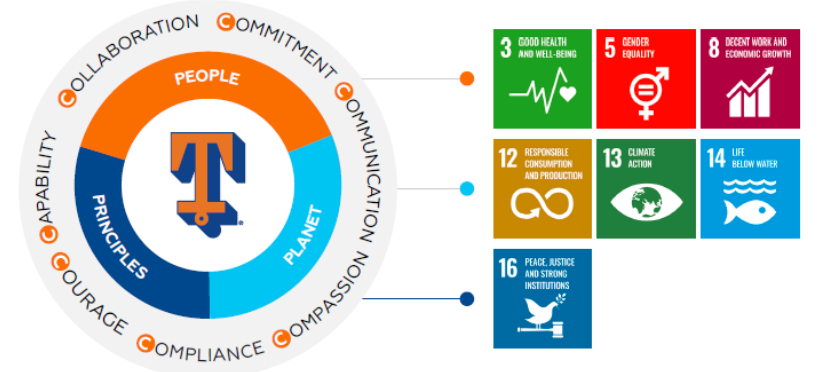 COLLABORATION
COMMITMENT
COMMUNICATION
COMPASSION
COMPLIANCE
COURAGE
CAPABILITY
PEOPLE
PLANET
PRINCIPLES
T
3 GOOD HEALTH
AND WELL-BEING
5 GENDER
EQUALITY
8 DECENT WORK AND
ECONOMIC GROWTH
12 RESPONSIBLE
CONSUMPTION
AND PRODUCTION
13 CLIMATE
ACTION
14 LIFE
BELOW WATER
16 PEACE, JUSTICE
AND STRONG
INSTITUTIONS